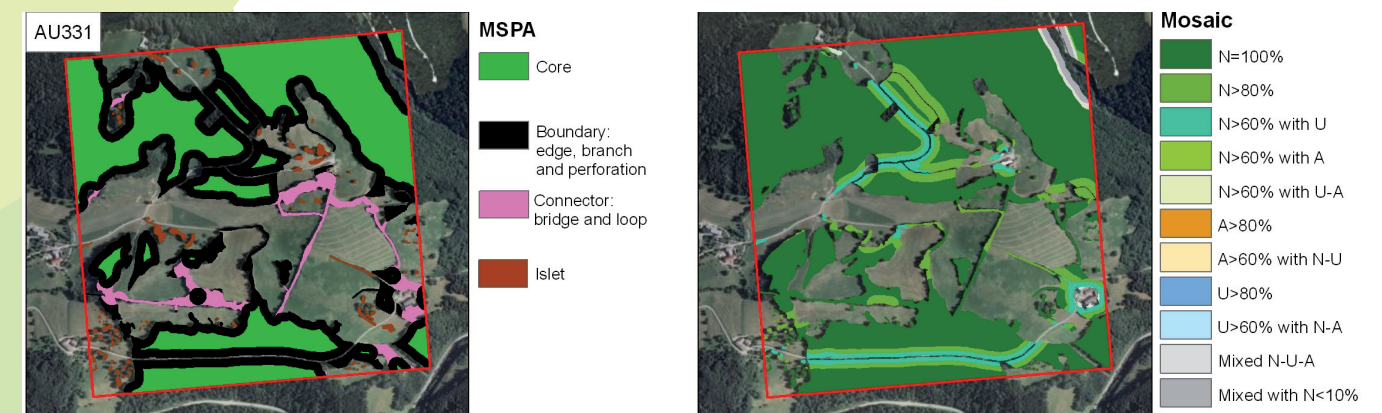 AU331
MSPA
Core
Boundary:
edge, branch
and perforation
Connector:
bridge and loop
Islet
Mosaic
N=100%
N>80%
N>60% with U
N>60% with A
N>60% with U-A
A>80%
A>60% with N-U
U>80%
U>60% with N-A
Mixed N-U-A
Mixed with N<10%